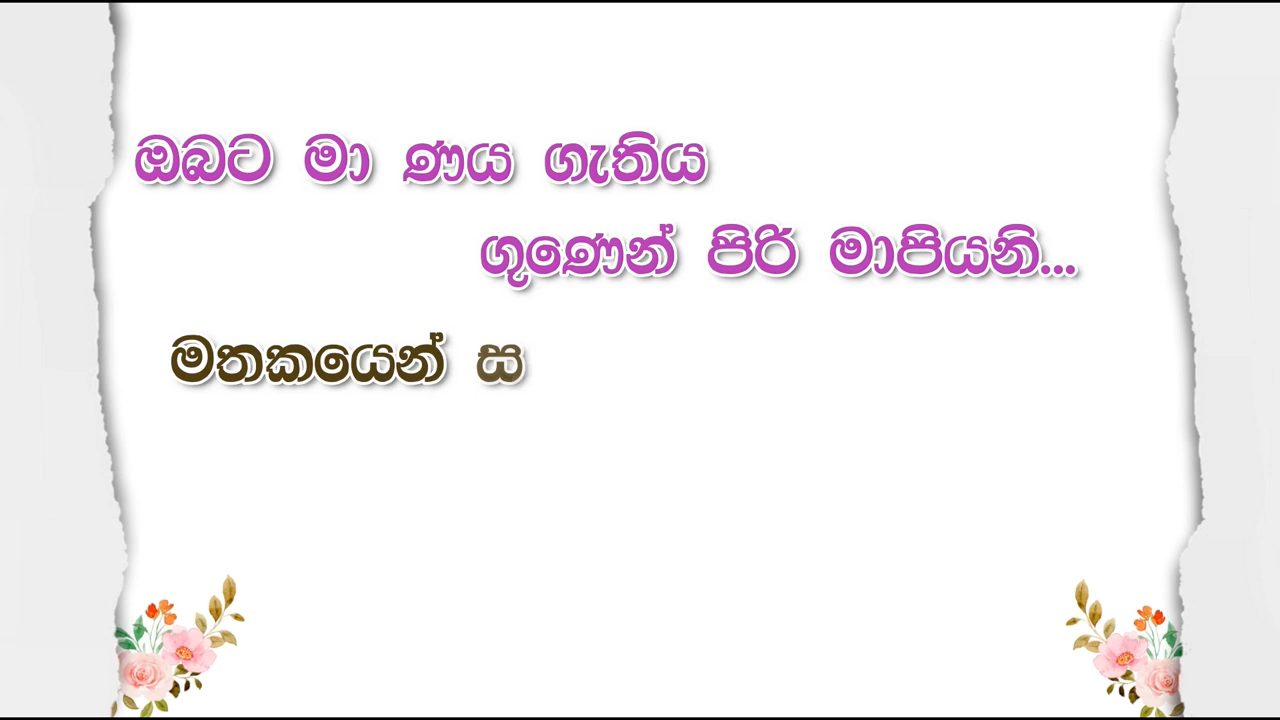 ඔබට මා ණය ගැතිය
ගුණෙන් පිරි මාපියනි...
මතකයෙන් ස